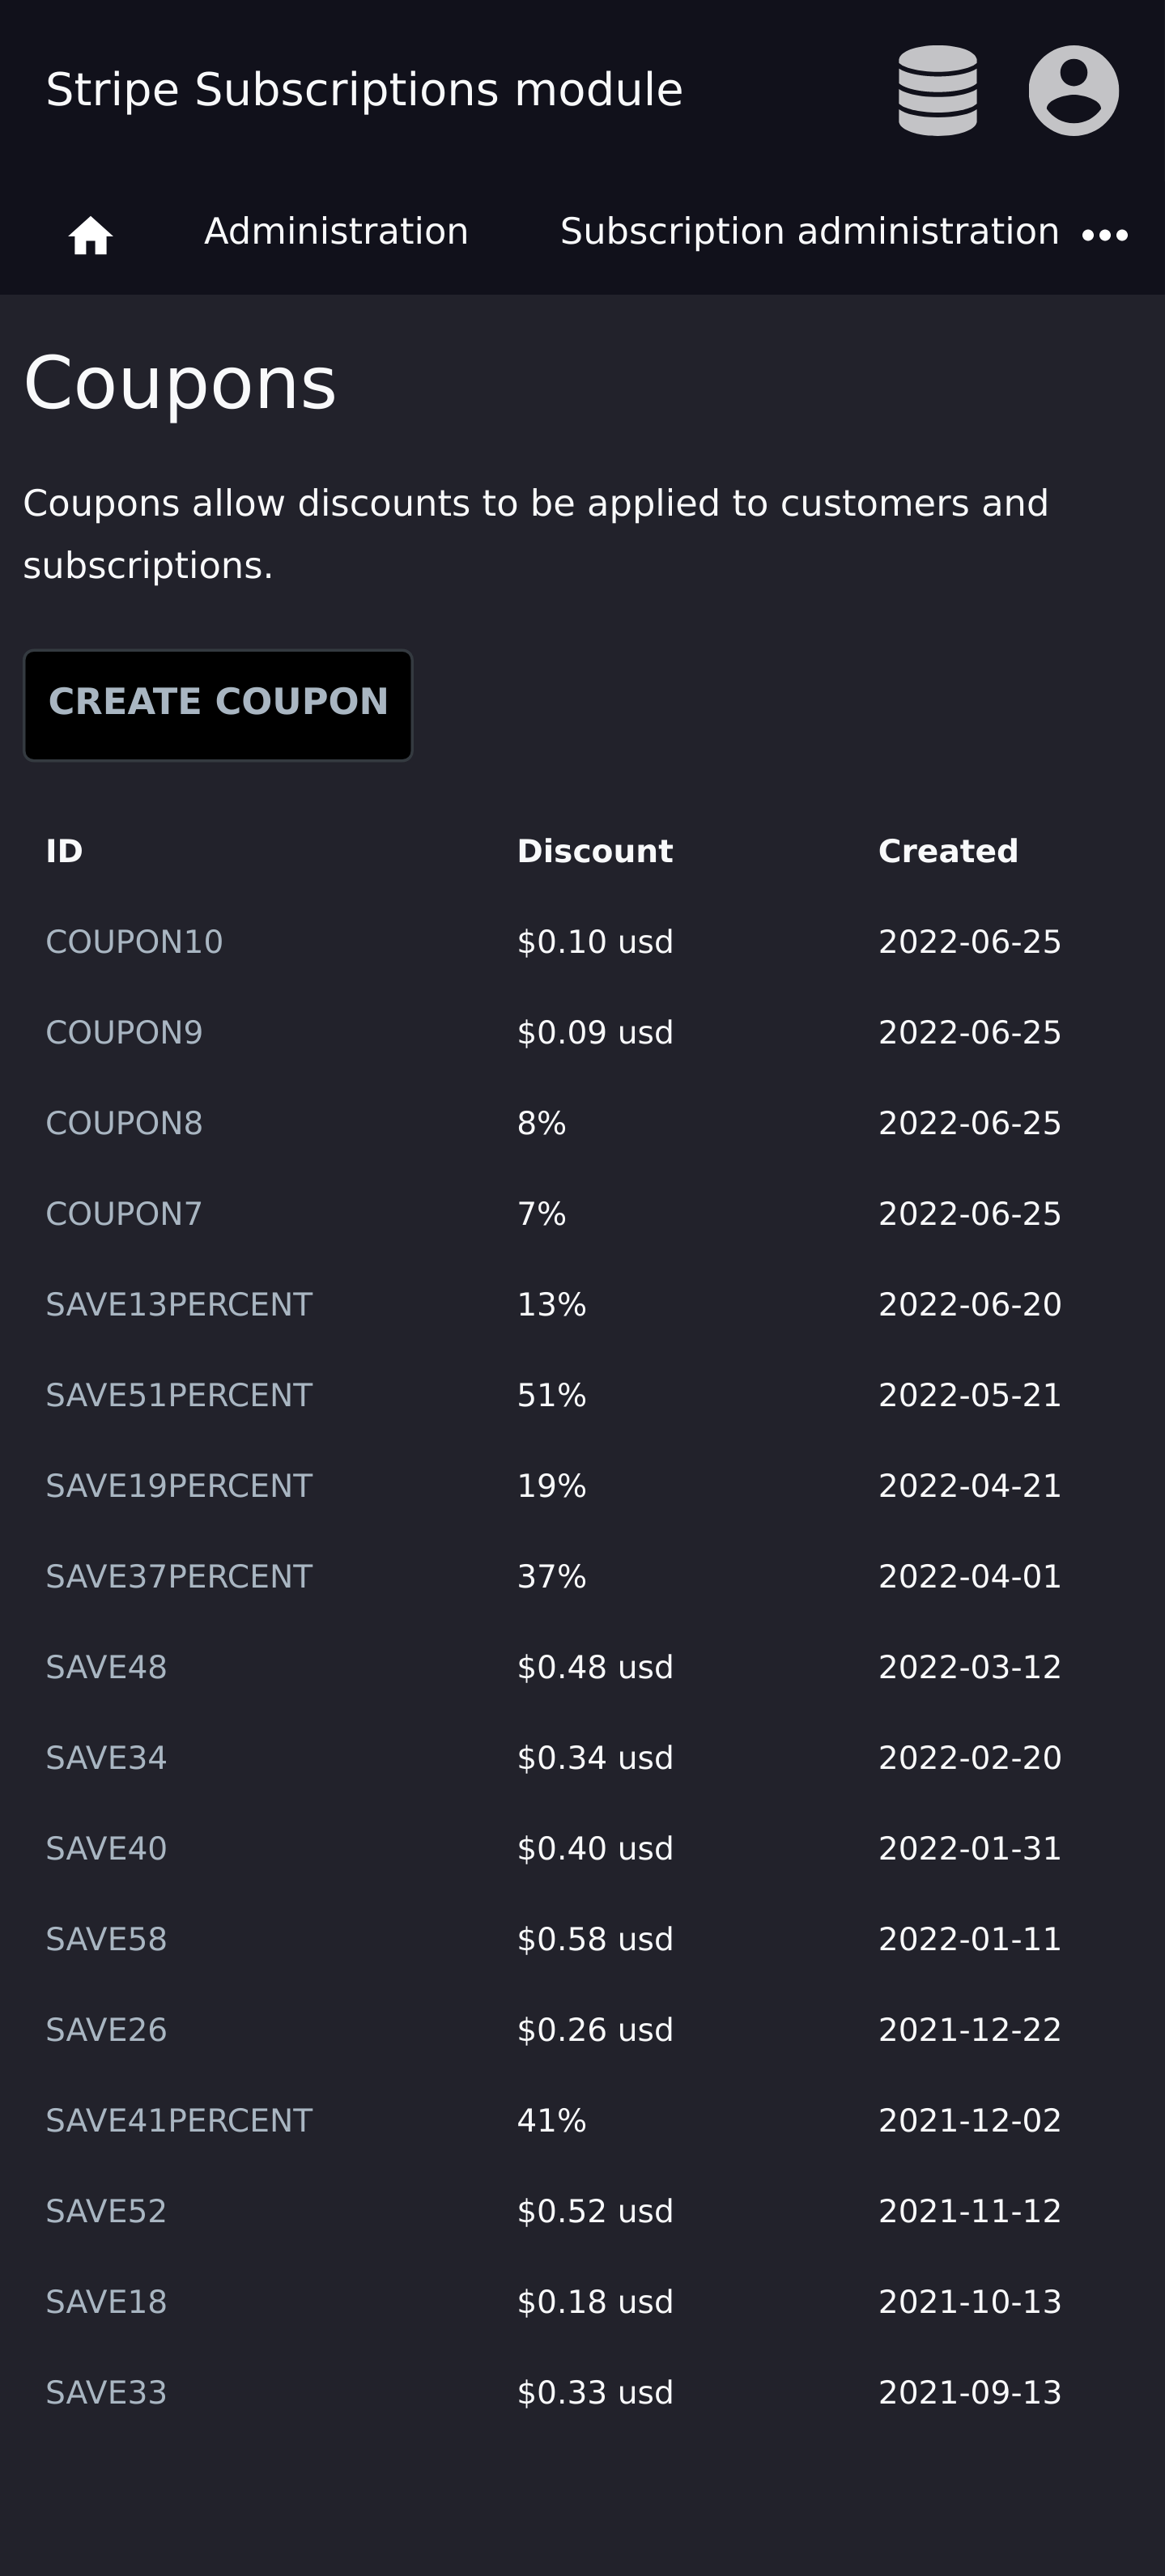 Stripe Subscriptions module
Administration Subscription administration
Coupons
Coupons allow discounts to be applied to customers and
subscriptions.
CREATE COUPON
ID Discount Created
COUPON10 $0.10 usd 2022-06-25
COUPON9 $0.09 usd 2022-06-25
COUPON8 8% 2022-06-25
COUPON7 7% 2022-06-25
SAVE13PERCENT 13% 2022-06-20
SAVE51PERCENT 51% 2022-05-21
SAVE19PERCENT 19% 2022-04-21
SAVE37PERCENT 37% 2022-04-01
SAVE48 $0.48 usd 2022-03-12
SAVE34 $0.34 usd 2022-02-20
SAVE40 $0.40 usd 2022-01-31
SAVE58 $0.58 usd 2022-01-11
SAVE26 $0.26 usd 2021-12-22
SAVE41PERCENT 41% 2021-12-02
SAVE52 $0.52 usd 2021-11-12
SAVE18 $0.18 usd 2021-10-13
SAVE33 $0.33 usd 2021-09-13